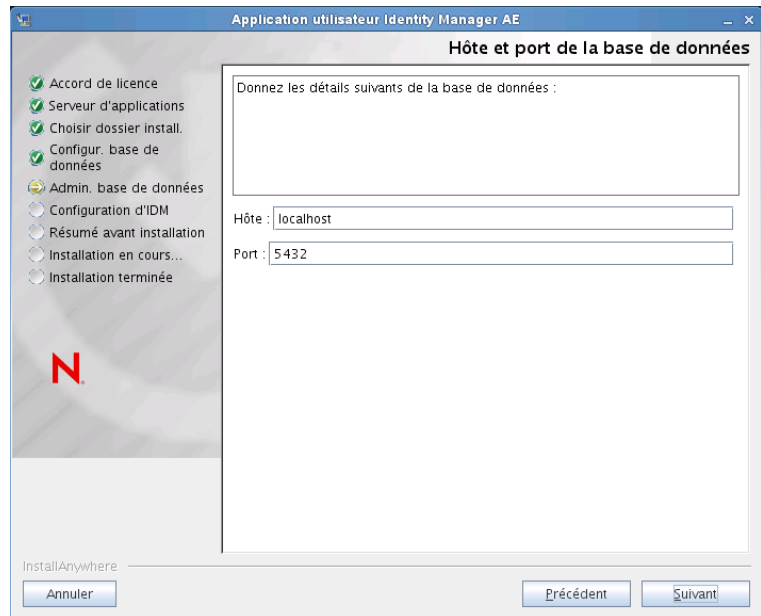 Application utilisateur Identity Manager AE
Hôte et port de la base de données
Accord de licence
Serveur d'applications
Choisir dossier install.
Configur. base de
données
Admin. base de données
Configuration d'IDM
Résumé avant installation
Installation en cours...
Installation terminée
N
Donnez les détails suivants de la base de données :
Hôte : localhost
Port : 5432
InstallAnywhere
Annuler
Précédent
Suivant